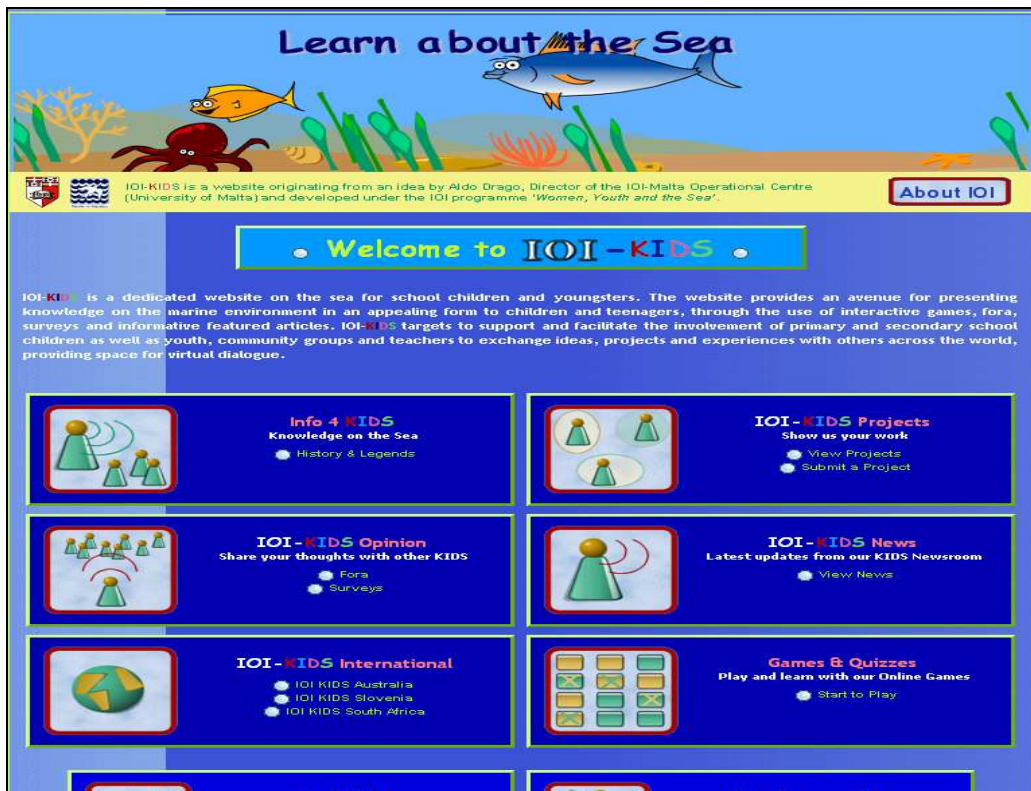 Learn about the Sea
IOI-KIDS is a website originating from an idea by Aldo Drago, Director of the IOI-Malta Operational Centre
(University of Malta) and developed under the IOI programme 'Women, Youth and the Sea'.
About IOI
Welcome to IOI-KIDS
IOI-KIDS is a dedicated website on the sea for school children and youngsters. The website provides an avenue for presenting
knowledge on the marine environment in an appealing form to children and teenagers, through the use of interactive games, fora,
surveys and informative featured articles. IOI-KIDS targets to support and facilitate the involvement of primary and secondary school
children as well as youth, community groups and teachers to exchange ideas, projects and experiences with others across the world,
providing space for virtual dialogue.
Info 4 KIDS
Knowledge on the Sea
History & Legends
IOI-KIDS Projects
Show us your work
View Projects
Submit a Project
IOI-KIDS Opinion
Share your thoughts with other KIDS
Fora
Surveys
IOI-KIDS News
Latest updates from our KIDS Newsroom
View News
IOI-KIDS International
IOI KIDS Australia
IOI KIDS Slovenia
IOI KIDS South Africa
Games & Quizzes
Play and learn with our Online Games
Start to Play